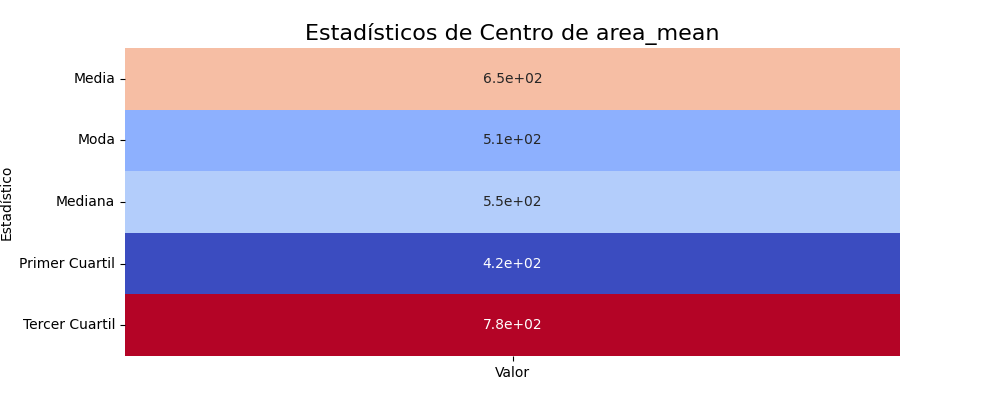 Estadísticos de Centro de area_mean
Estadístico
Media 6.5e+02
Moda 5.1e+02
Mediana 5.5e+02
Primer Cuartil 4.2e+02
Tercer Cuartil 7.8e+02
Valor